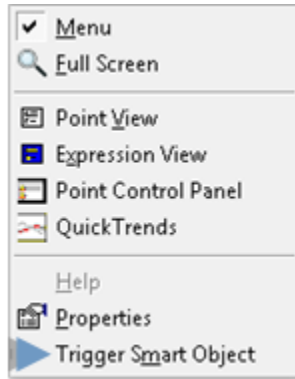 Menu
Full Screen
Point View
Expression View
Point Control Panel
QuickTrends
Help
Properties
Trigger Smart Object